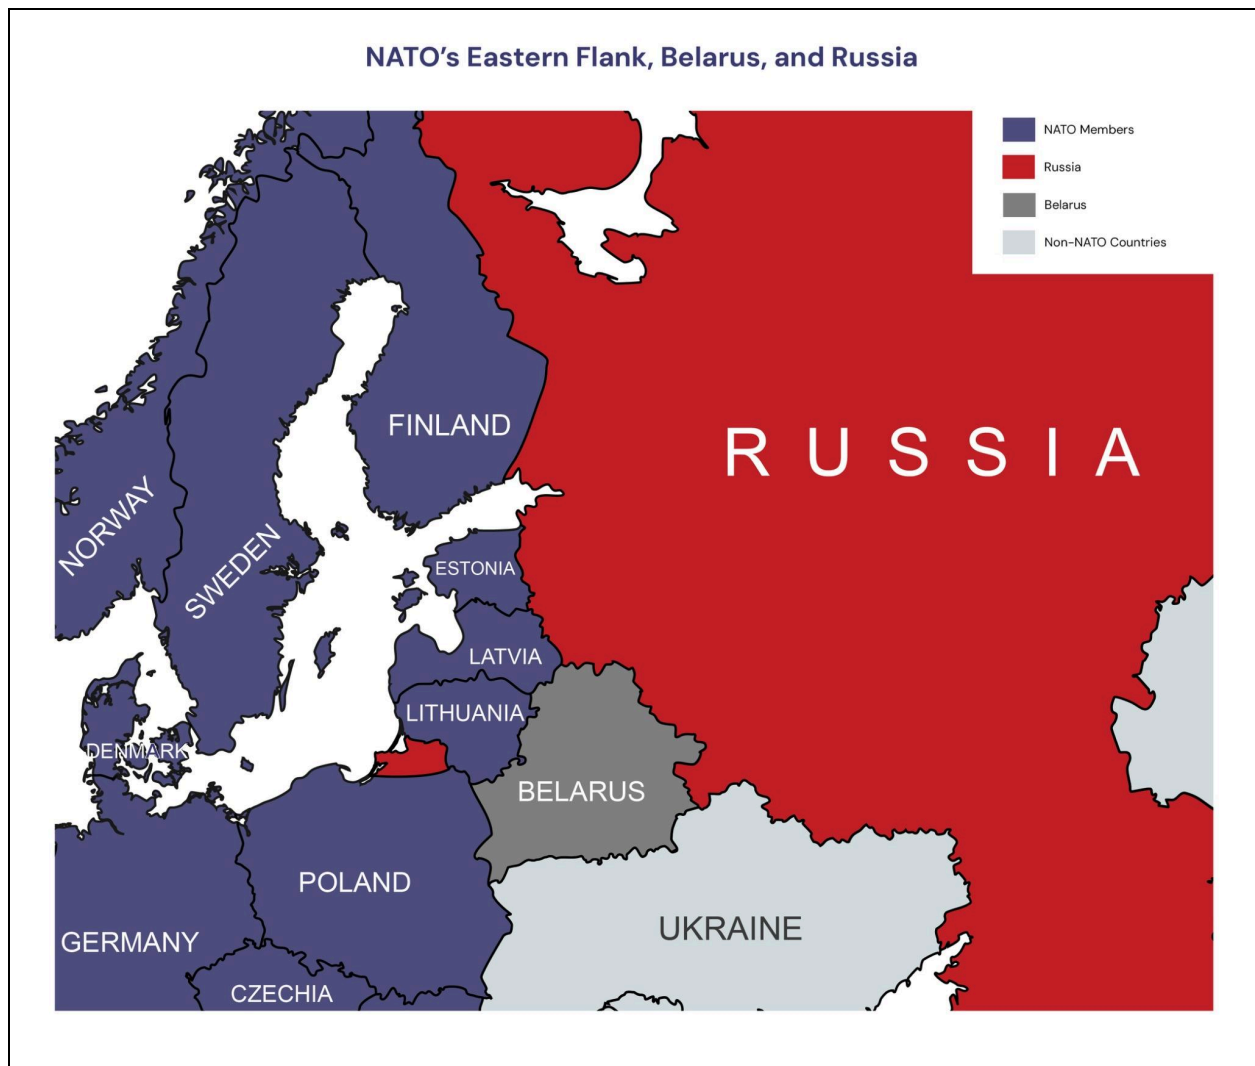 NATO’s Eastern Flank, Belarus, and Russia
NATO Members
Russia
Belarus
Non-NATO Countries
FINLAND
RUSSIA
NORWAY
SWEDEN
ESTONIA
LATVIA
LITHUANIA
DENMARK
BELARUS
POLAND
UKRAINE
GERMANY
CZECHIA